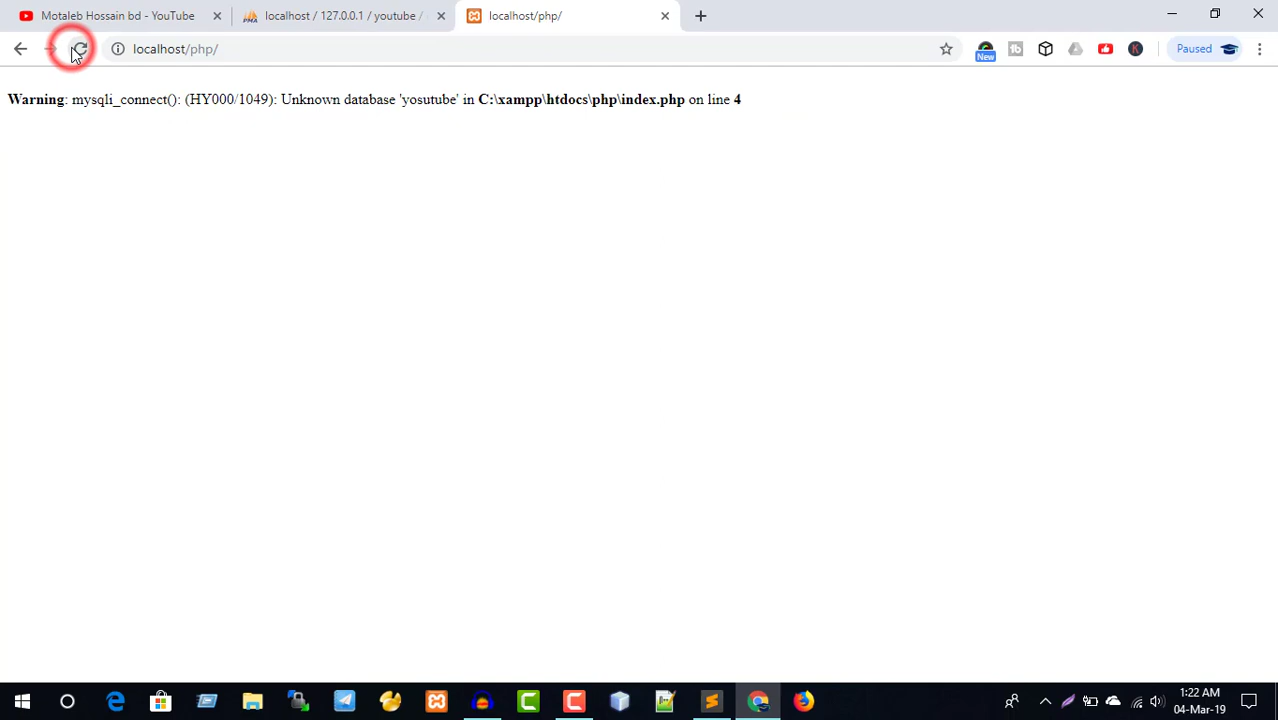 Motaleb Hossain bd - YouTube
localhost / 127.0.0.1 / youtube /
localhost/php/
localhost/php/
New
Paused
Warning: mysqli_connect(): (HY000/1049): Unknown database 'yosutube' in C:\xampp\htdocs\php\index.php on line 4
1:22 AM
04-Mar-19